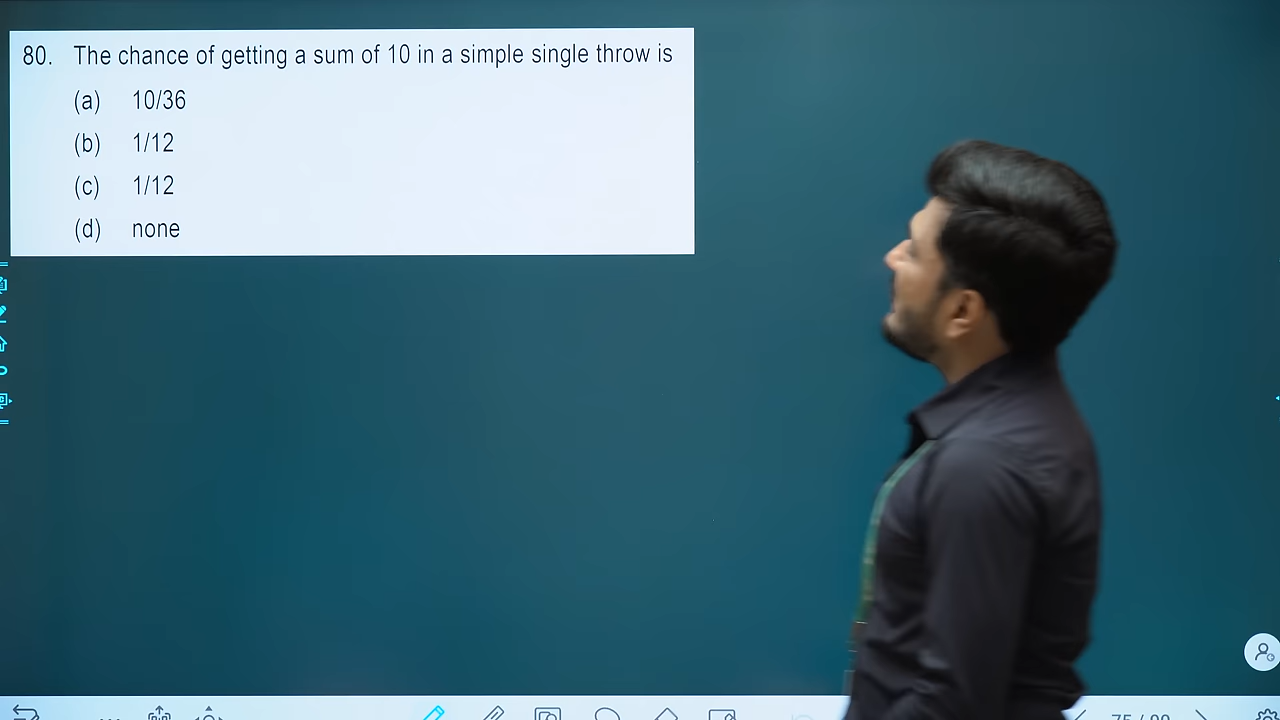 80. The chance of getting a sum of 10 in a simple single throw is
(a) 10/36
(b) 1/12
(c) 1/12
(d) none